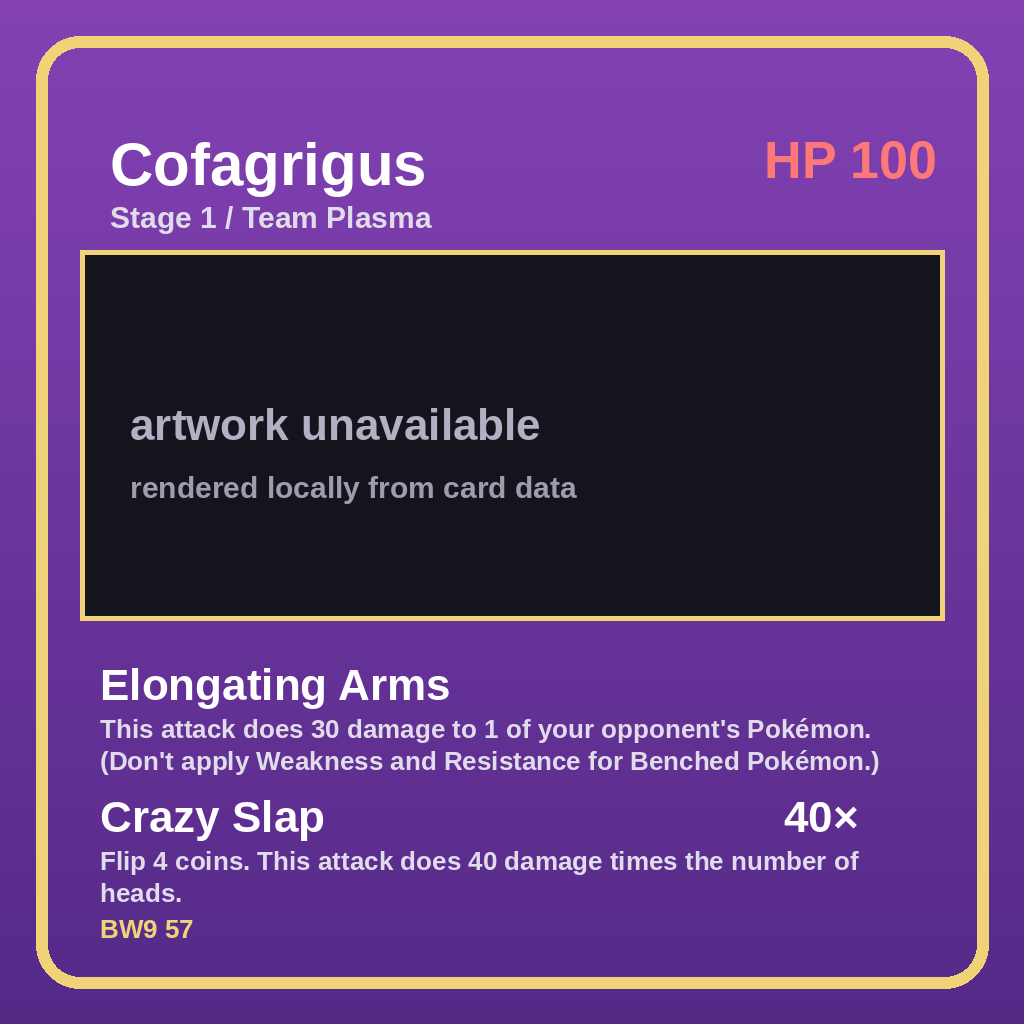 Cofagrigus
HP 100
Stage 1 / Team Plasma
artwork unavailable
rendered locally from card data
Elongating Arms
This attack does 30 damage to 1 of your opponent's Pokémon.
(Don't apply Weakness and Resistance for Benched Pokémon.)
Crazy Slap 40×
Flip 4 coins. This attack does 40 damage times the number of
heads.
BW9 57